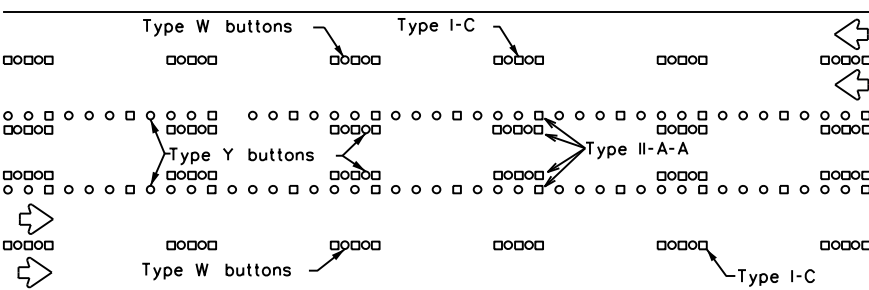 Type W buttons
Type I-C
Type Y buttons
Type II-A-A
Type W buttons
Type I-C